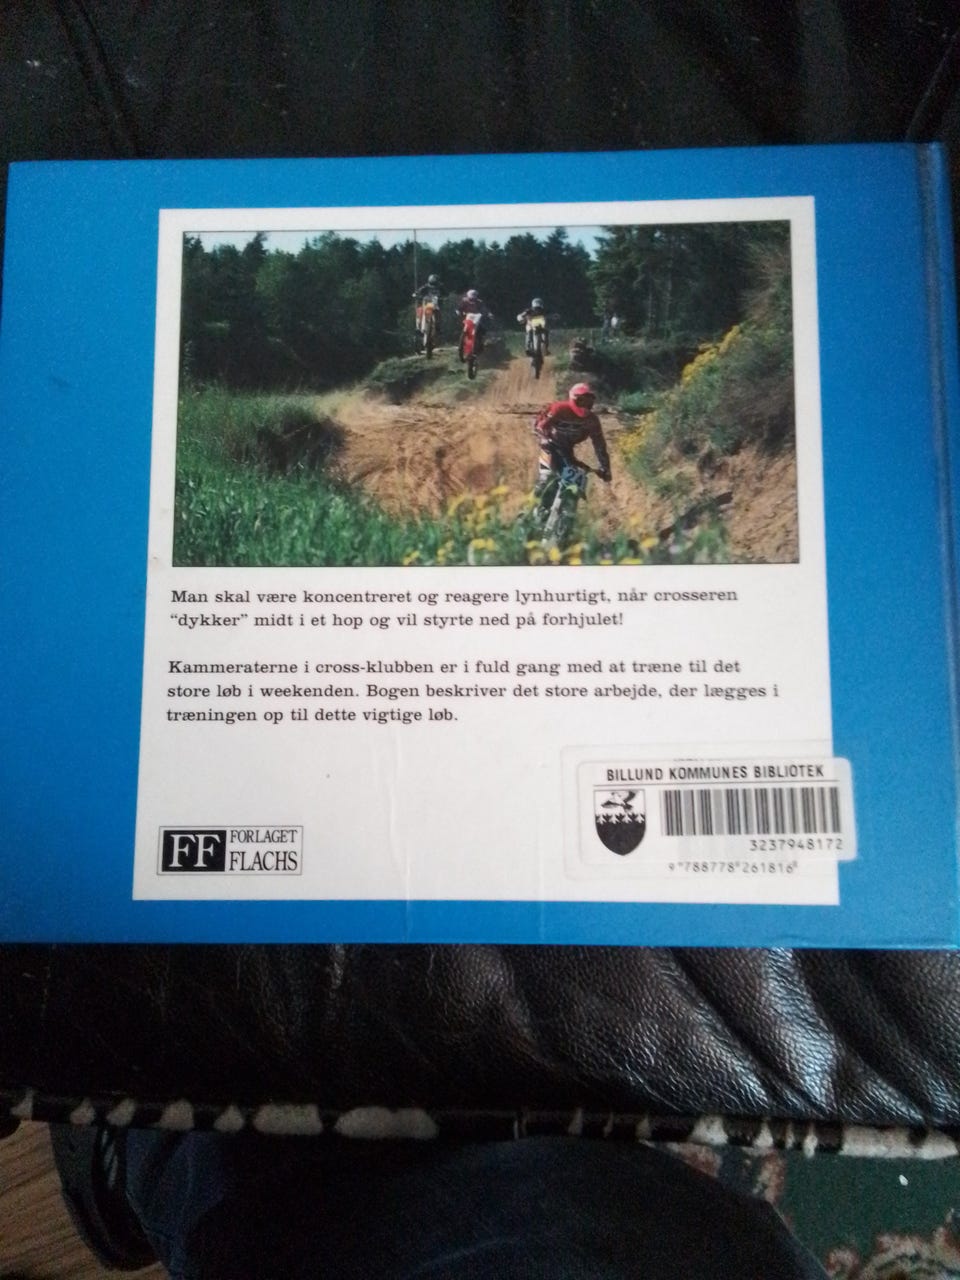 Man skal være koncentreret og reagere lynhurtigt, når crosseren
“dykker” midt i et hop og vil styrte ned på forhjulet!
Kammeraterne i cross-klubben er i fuld gang med at træne til det
store løb i weekenden. Bogen beskriver det store arbejde, der lægges i
træningen op til dette vigtige løb.
BILLUND KOMMUNES BIBLIOTEK
3237948172
9 788778 261816
FF FORLAGET
FLACHS